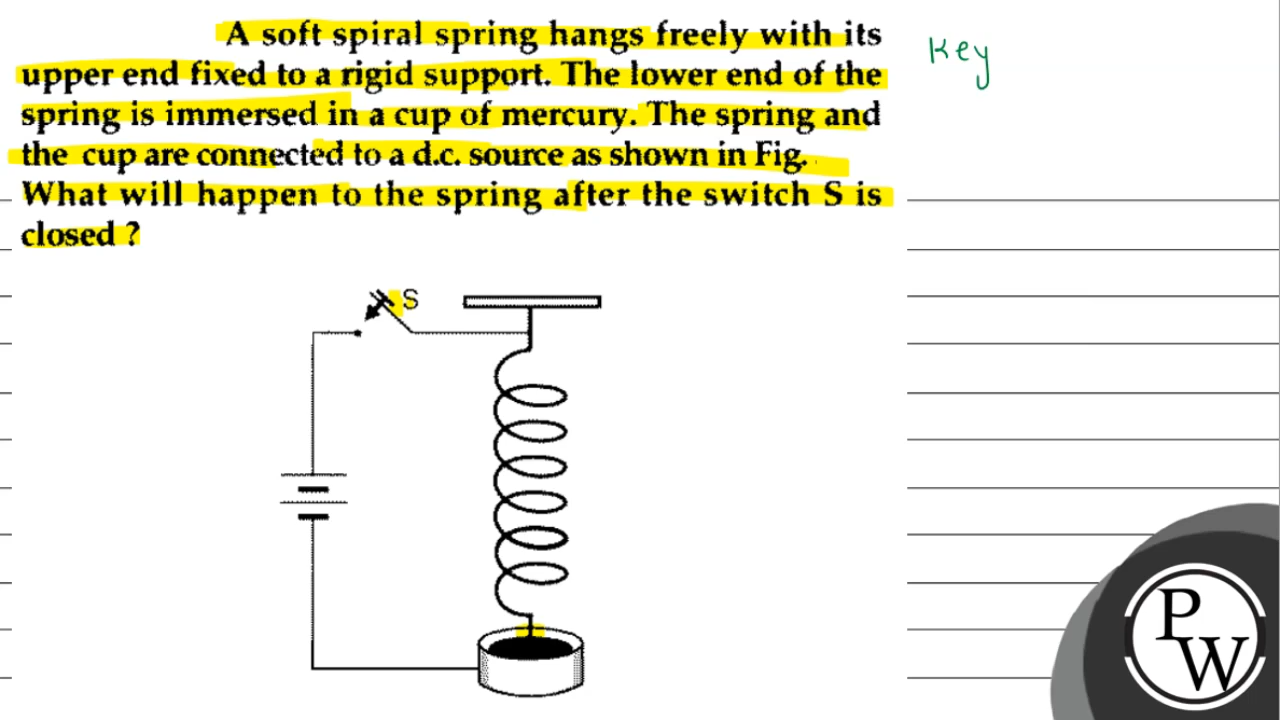 A soft spiral spring hangs freely with its
upper end fixed to a rigid support. The lower end of the
spring is immersed in a cup of mercury. The spring and
the cup are connected to a d.c. source as shown in Fig.
What will happen to the spring after the switch S is
closed ?
Key
S
P
W